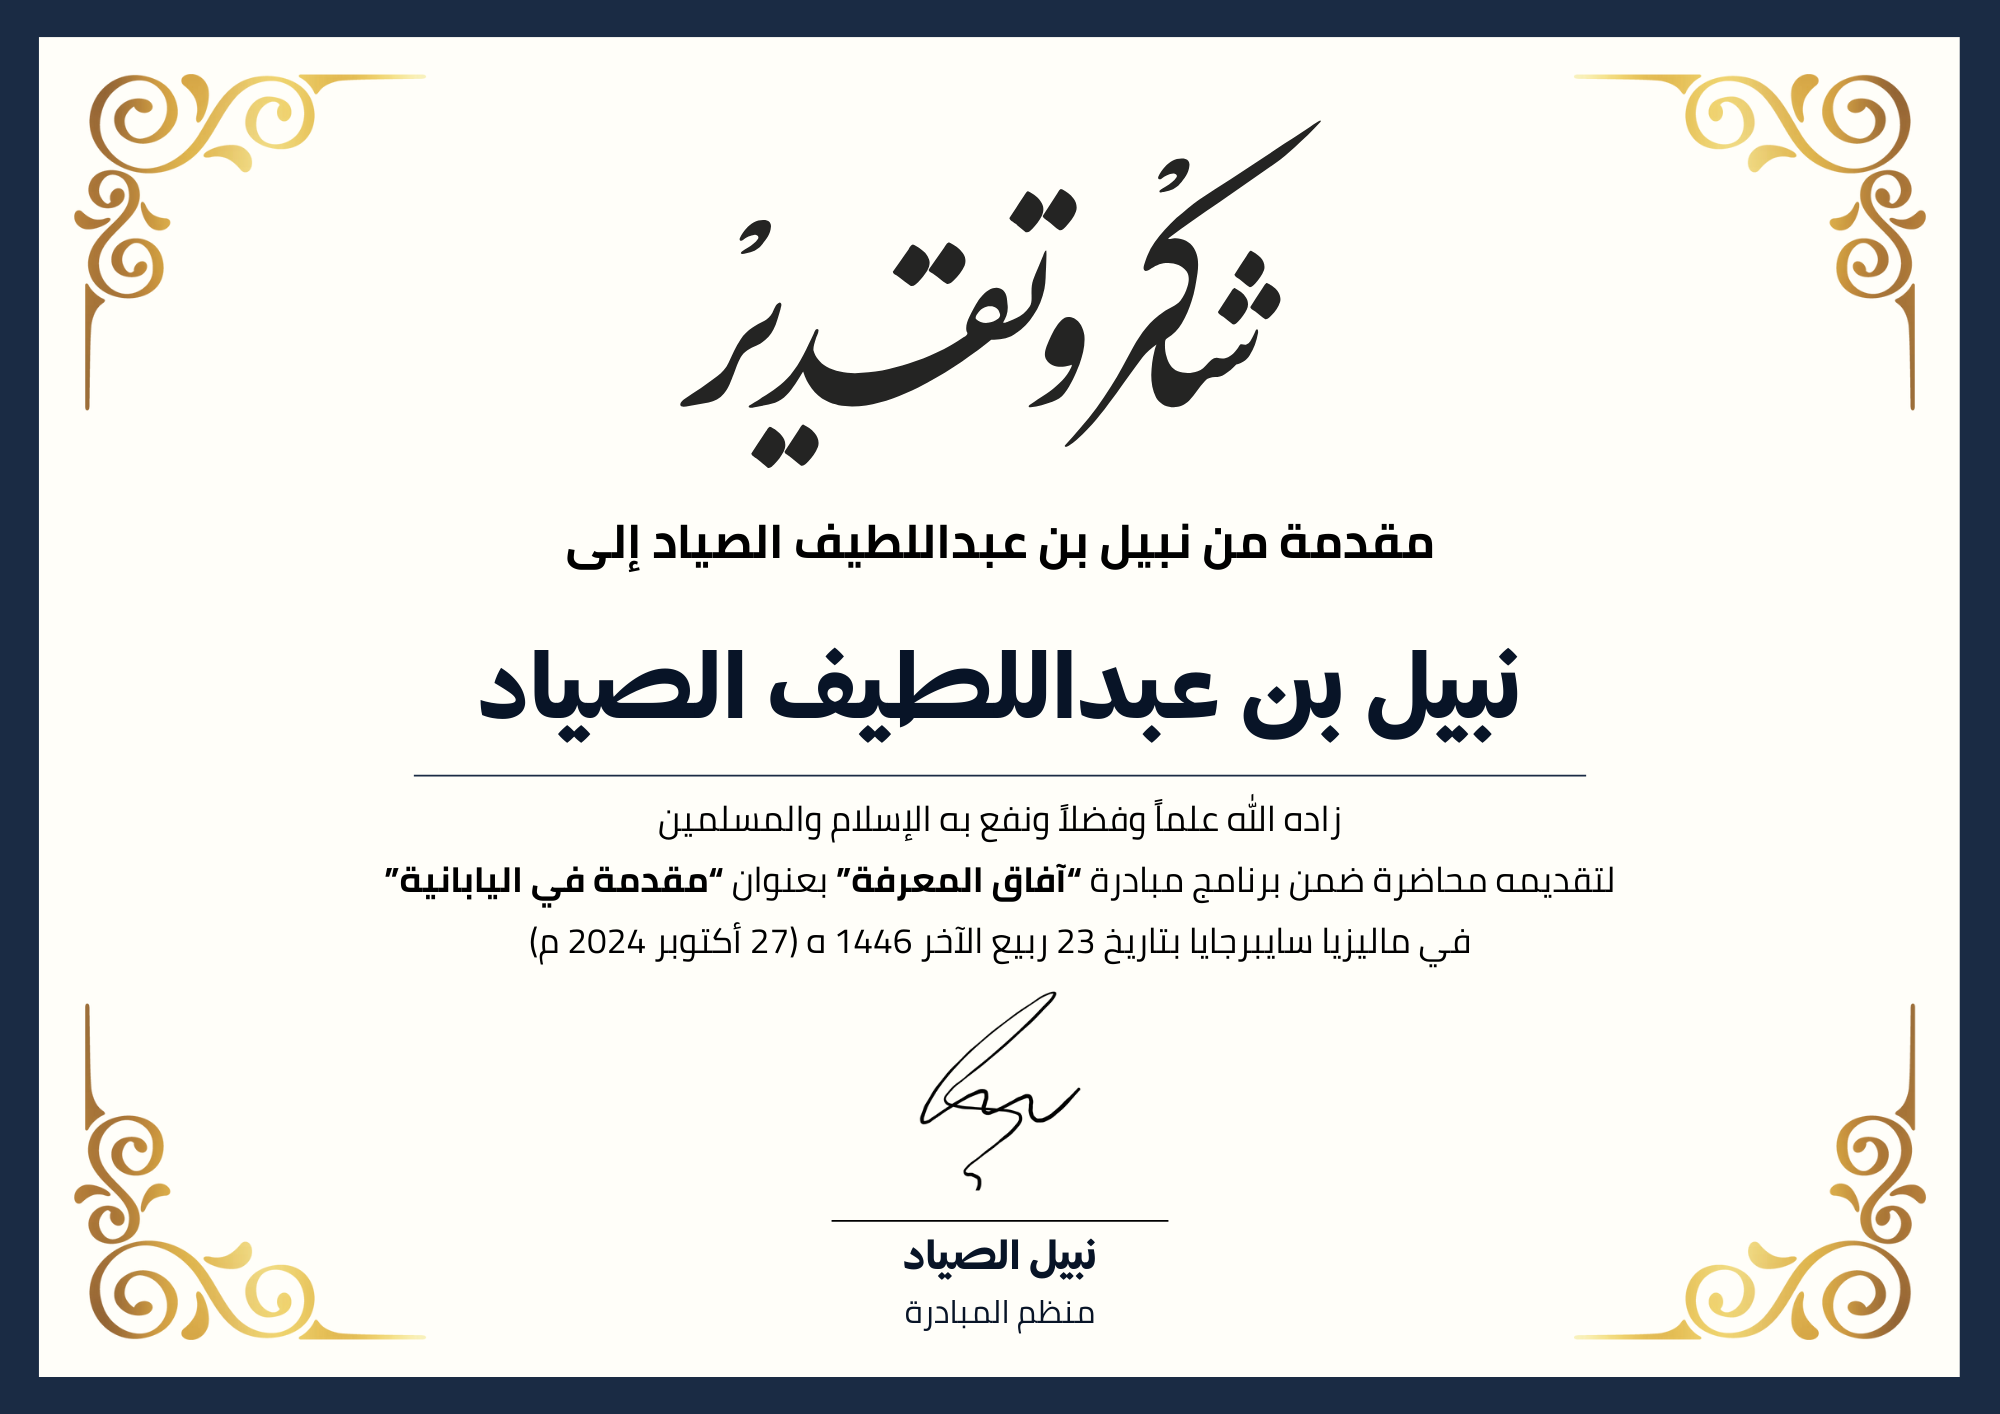 شكر وتقدير
مقدمة من نبيل بن عبداللطيف الصياد إلى
نبيل بن عبداللطيف الصياد
زاده الله علماً وفضلاً ونفع به الإسلام والمسلمين
لتقديمه محاضرة ضمن برنامج مبادرة “آفاق المعرفة” بعنوان “مقدمة في اليابانية”
في ماليزيا سايبرجايا بتاريخ 23 ربيع الآخر 1446 ه (27 أكتوبر 2024 م)
نبيل الصياد
منظم المبادرة